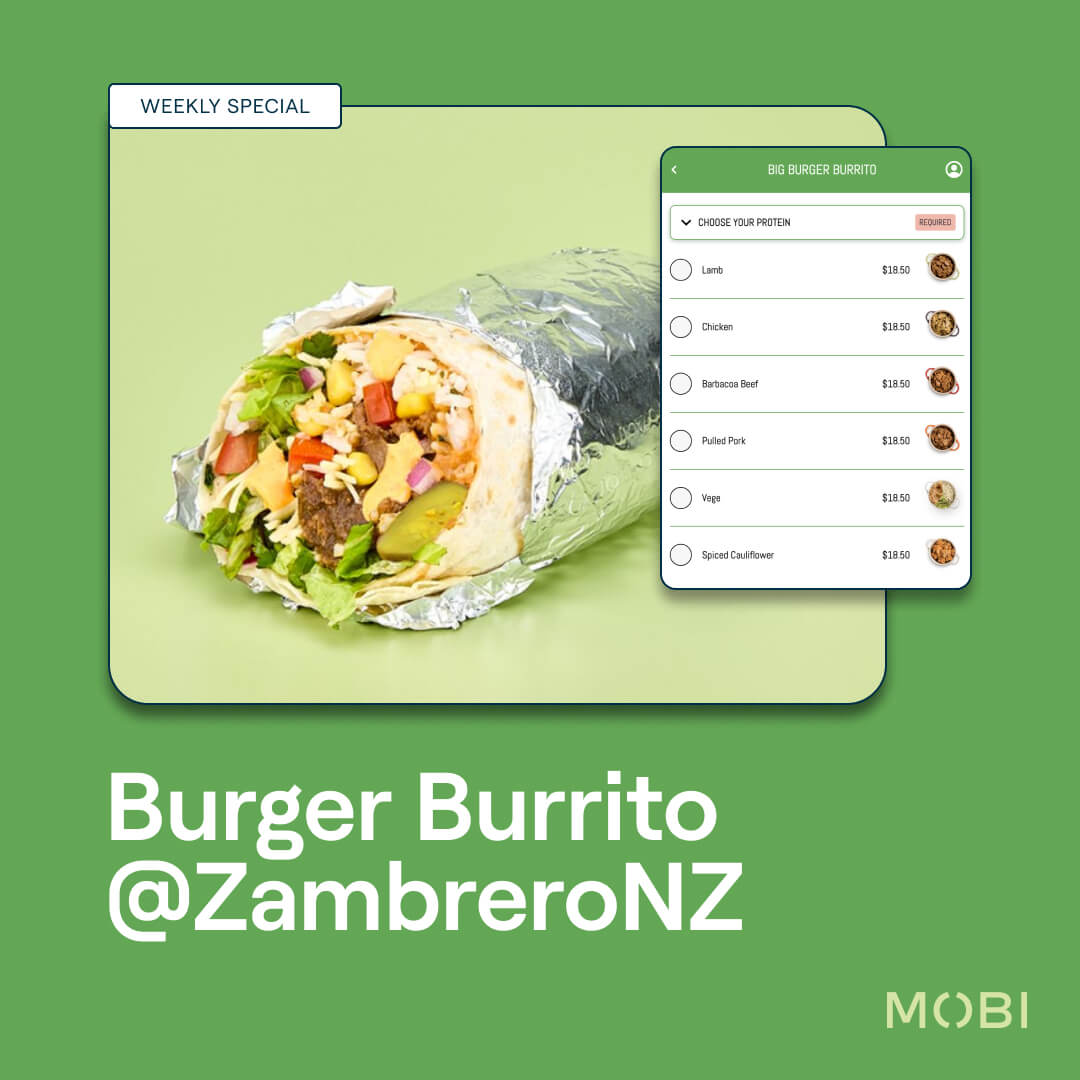 WEEKLY SPECIAL
BIG BURGER BURRITO
CHOOSE YOUR PROTEIN REQUIRED
Lamb $18.50
Chicken $18.50
Barbacoa Beef $18.50
Pulled Pork $18.50
Vege $18.50
Spiced Cauliflower $18.50
Burger Burrito
@ZambreroNZ
MOBI